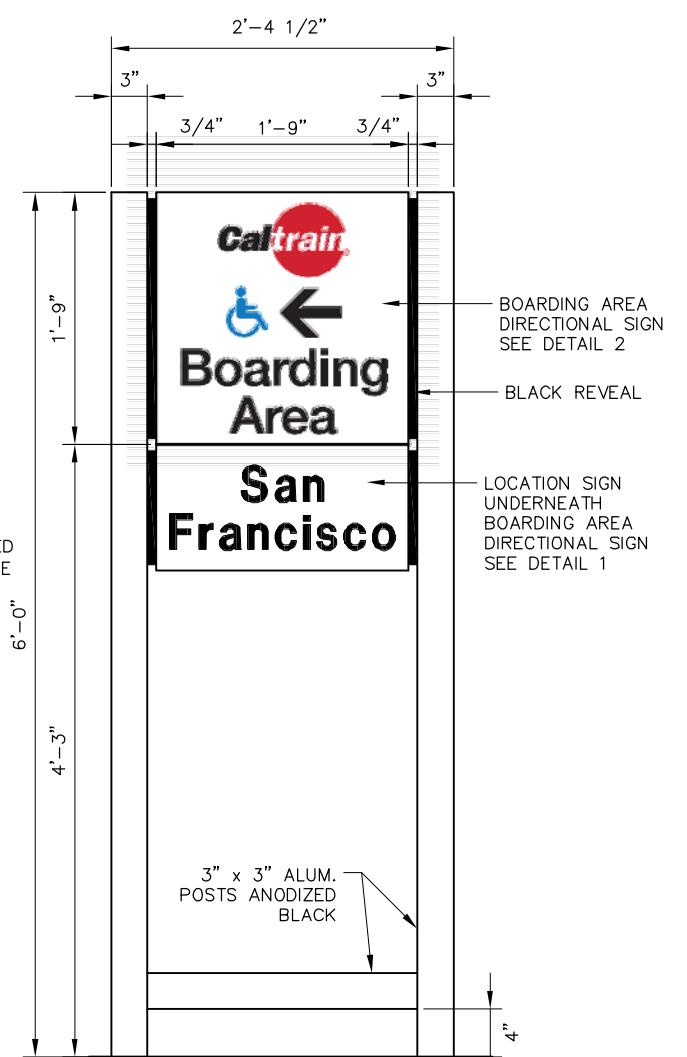 2'-4 1/2"
3"
3"
3/4"
1'-9"
3/4"
Caltrain
®
1'-9"
BOARDING AREA
DIRECTIONAL SIGN
SEE DETAIL 2
Boarding
Area
BLACK REVEAL
San
Francisco
LOCATION SIGN
UNDERNEATH
BOARDING AREA
DIRECTIONAL SIGN
SEE DETAIL 1
ED
E
6'-0"
4'-3"
3" x 3" ALUM.
POSTS ANODIZED
BLACK
4"